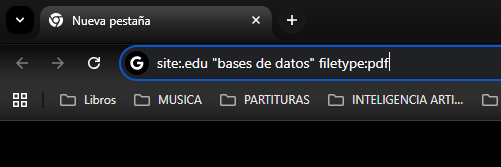 Nueva pestaña
G site:.edu "bases de datos" filetype:pdf
Libros MUSICA PARTITURAS INTELIGENCIA ARTI...